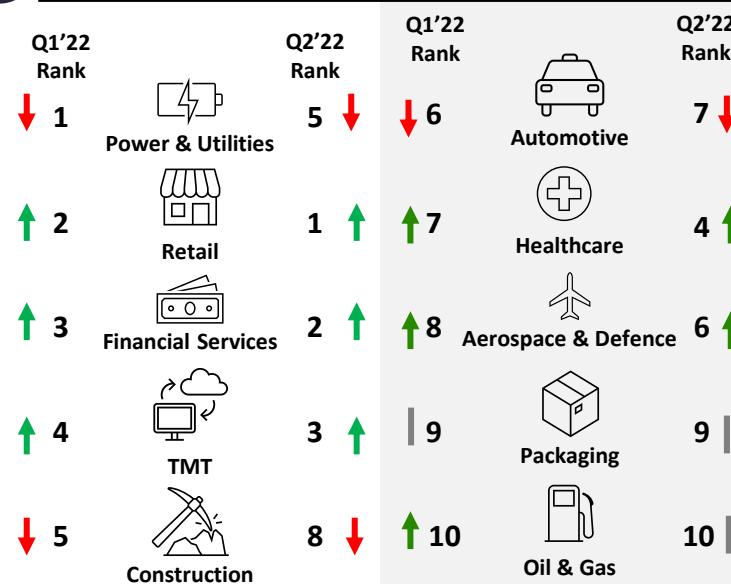 Q1’22
Rank
Q2’22
Rank
1
Power & Utilities
5
2
Retail
1
3
Financial Services
2
4
TMT
3
5
Construction
8
Q1’22
Rank
Q2’22
Rank
6
Automotive
7
7
Healthcare
4
8
Aerospace & Defence
6
9
Packaging
9
10
Oil & Gas
10